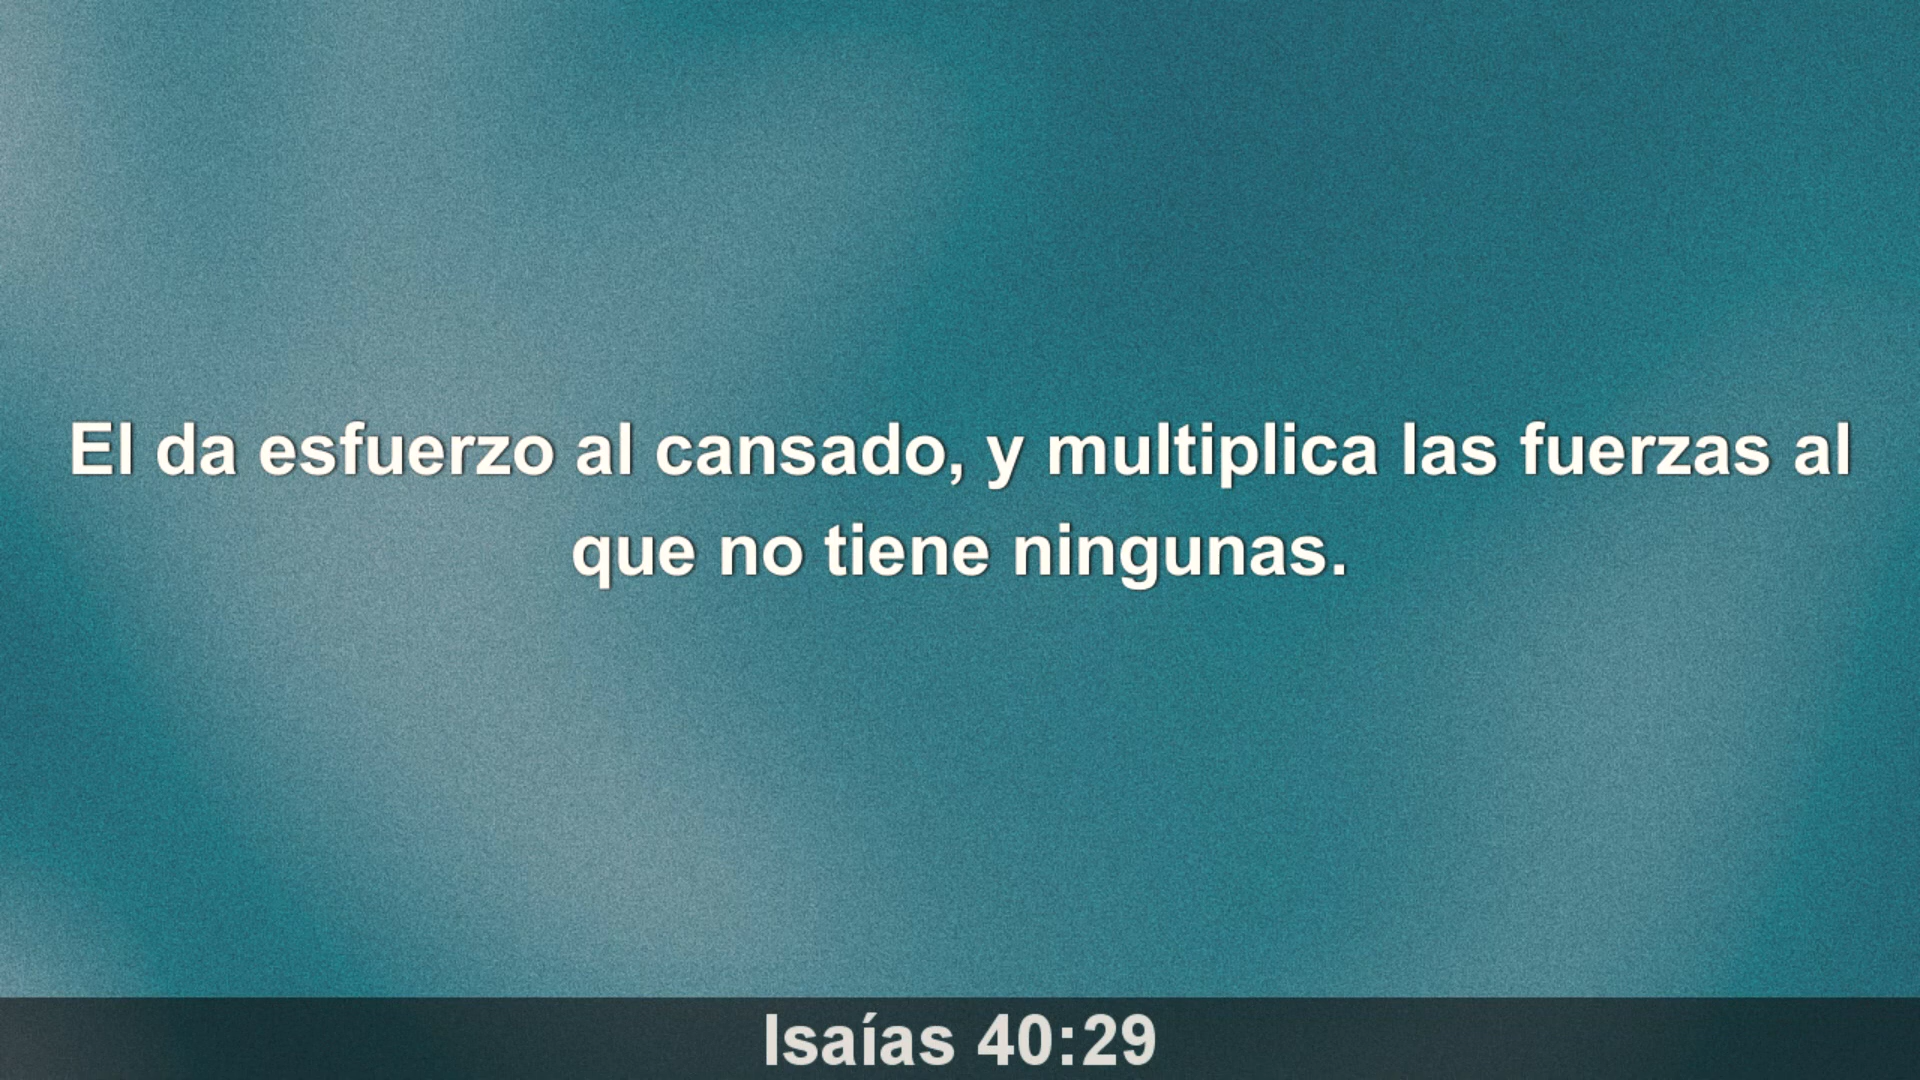 El da esfuerzo al cansado, y multiplica las fuerzas al
que no tiene ningunas.
Isaías 40:29